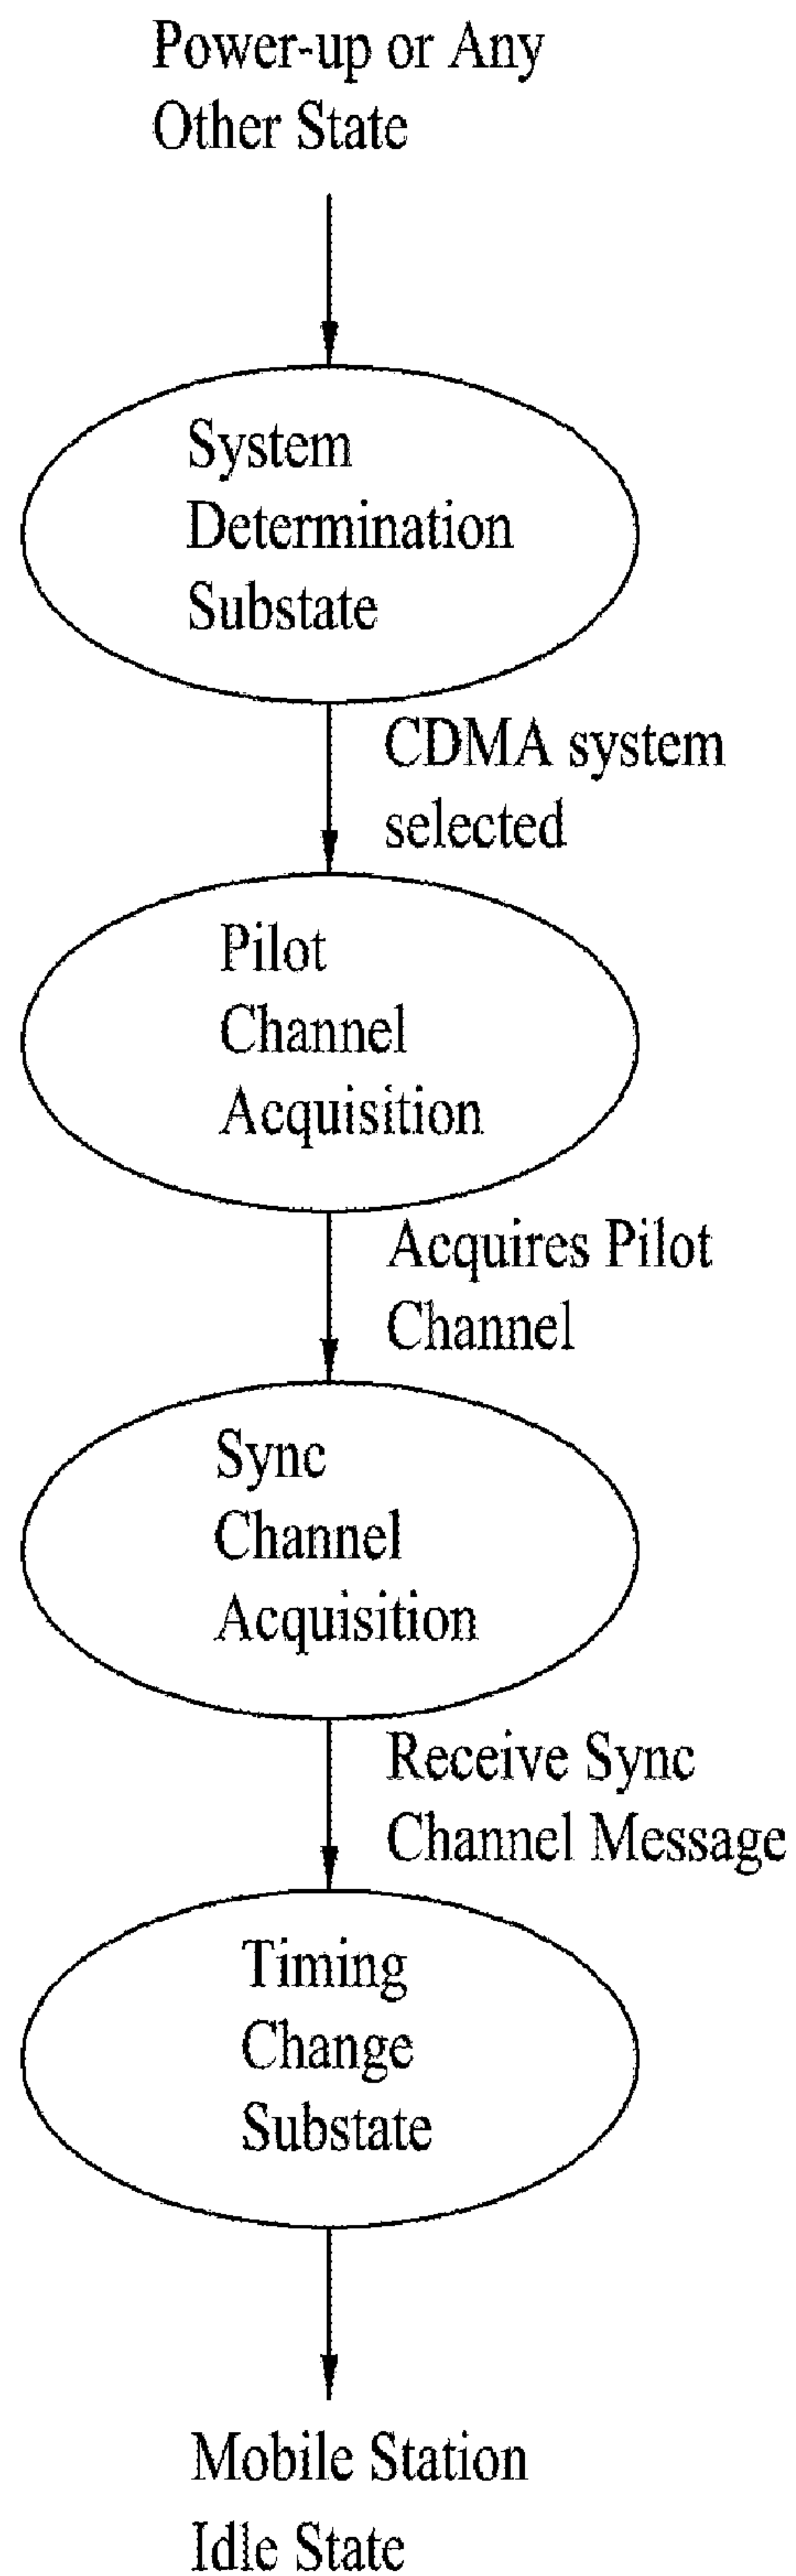 Power-up or Any
Other State
System
Determination
Substate
CDMA system
selected
Pilot
Channel
Acquisition
Acquires Pilot
Channel
Sync
Channel
Acquisition
Receive Sync
Channel Message
Timing
Change
Substate
Mobile Station
Idle State